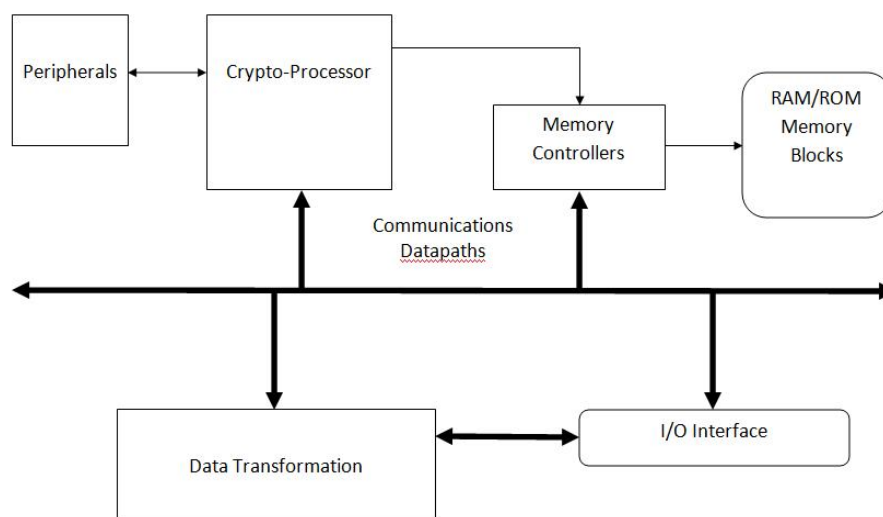 Peripherals
Crypto-Processor
Memory
Controllers
RAM/ROM
Memory
Blocks
Communications
Datapaths
Data Transformation
I/O Interface